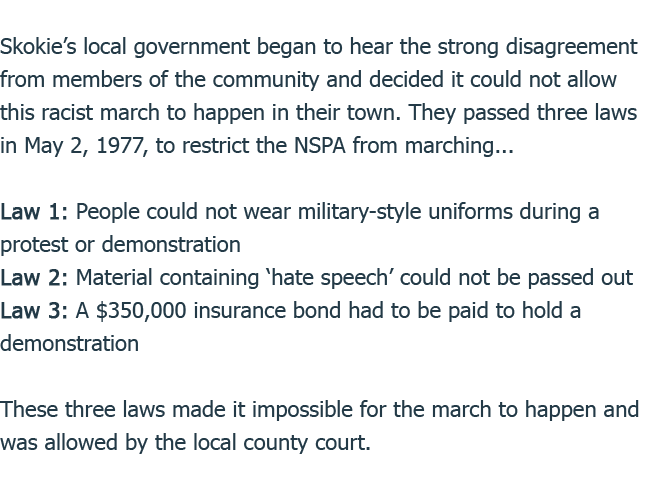 Skokie’s local government began to hear the strong disagreement
from members of the community and decided it could not allow
this racist march to happen in their town. They passed three laws
in May 2, 1977, to restrict the NSPA from marching...
Law 1: People could not wear military-style uniforms during a
protest or demonstration
Law 2: Material containing ‘hate speech’ could not be passed out
Law 3: A $350,000 insurance bond had to be paid to hold a
demonstration
These three laws made it impossible for the march to happen and
was allowed by the local county court.